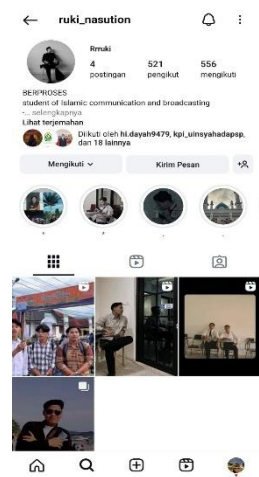 ruki_nasution
Rrruki
4 521 556
postingan pengikut mengikuti
BERPROSES
student of Islamic communication and broadcasting
-... selengkapnya
Lihat terjemahan
Diikuti oleh hi.dayah9479, kpi_uinsyahadapsp,
dan 18 lainnya
Mengikuti Kirim Pesan